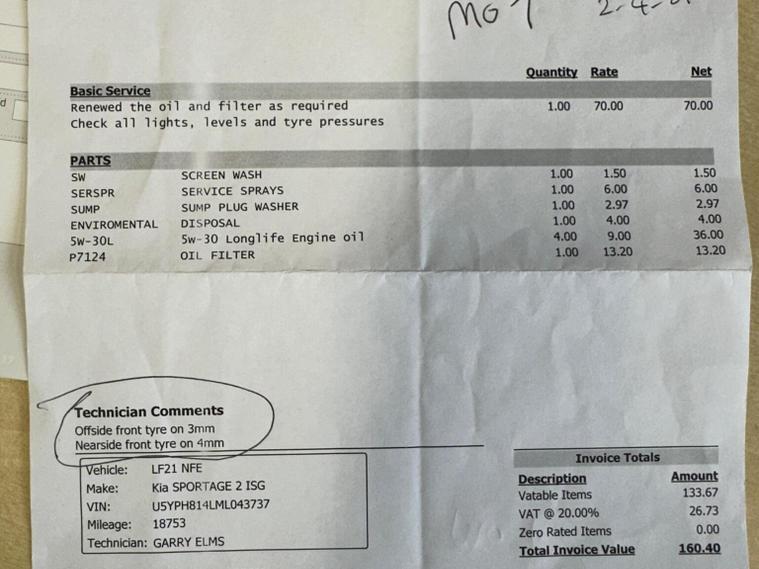 MOT
Quantity Rate Net
Basic Service
Renewed the oil and filter as required 1.00 70.00 70.00
Check all lights, levels and tyre pressures
PARTS
SW SCREEN WASH 1.00 1.50 1.50
SERSPR SERVICE SPRAYS 1.00 6.00 6.00
SUMP SUMP PLUG WASHER 1.00 2.97 2.97
ENVIROMENTAL DISPOSAL 1.00 4.00 4.00
5W-30L 5w-30 Longlife Engine oil 4.00 9.00 36.00
P7124 OIL FILTER 1.00 13.20 13.20
Technician Comments
Offside front tyre on 3mm
Nearside front tyre on 4mm
Vehicle: LF21 NFE
Make: Kia SPORTAGE 2 ISG
VIN: U5YPH814LML043737
Mileage: 18753
Technician: GARRY ELMS
Invoice Totals
Description Amount
Vatable Items 133.67
VAT @ 20.00% 26.73
Zero Rated Items 0.00
Total Invoice Value 160.40